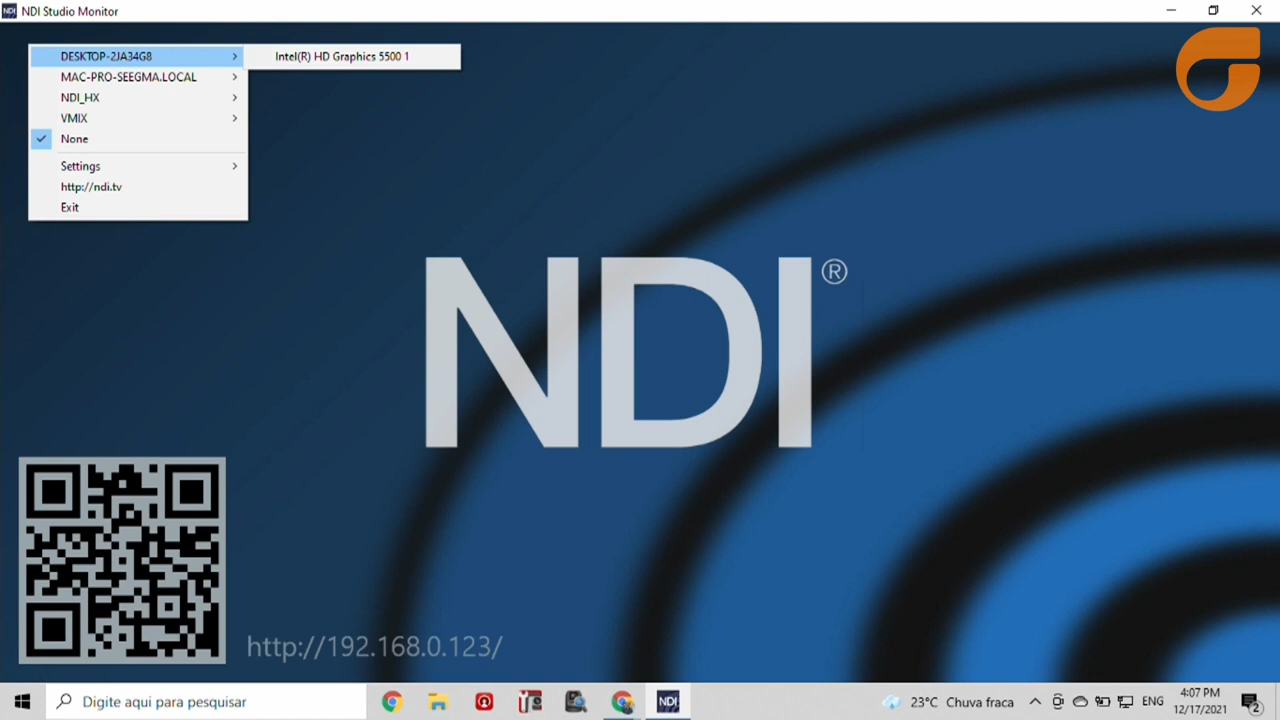 NDI Studio Monitor
DESKTOP-2JA34G8
Intel(R) HD Graphics 5500 1
MAC-PRO-SEEGMA.LOCAL
NDI_HX
VMIX
None
Settings
http://ndi.tv
Exit
NDI®
http://192.168.0.123/
Digite aqui para pesquisar
NDI
23°C Chuva fraca
ENG
4:07 PM
12/17/2021
2